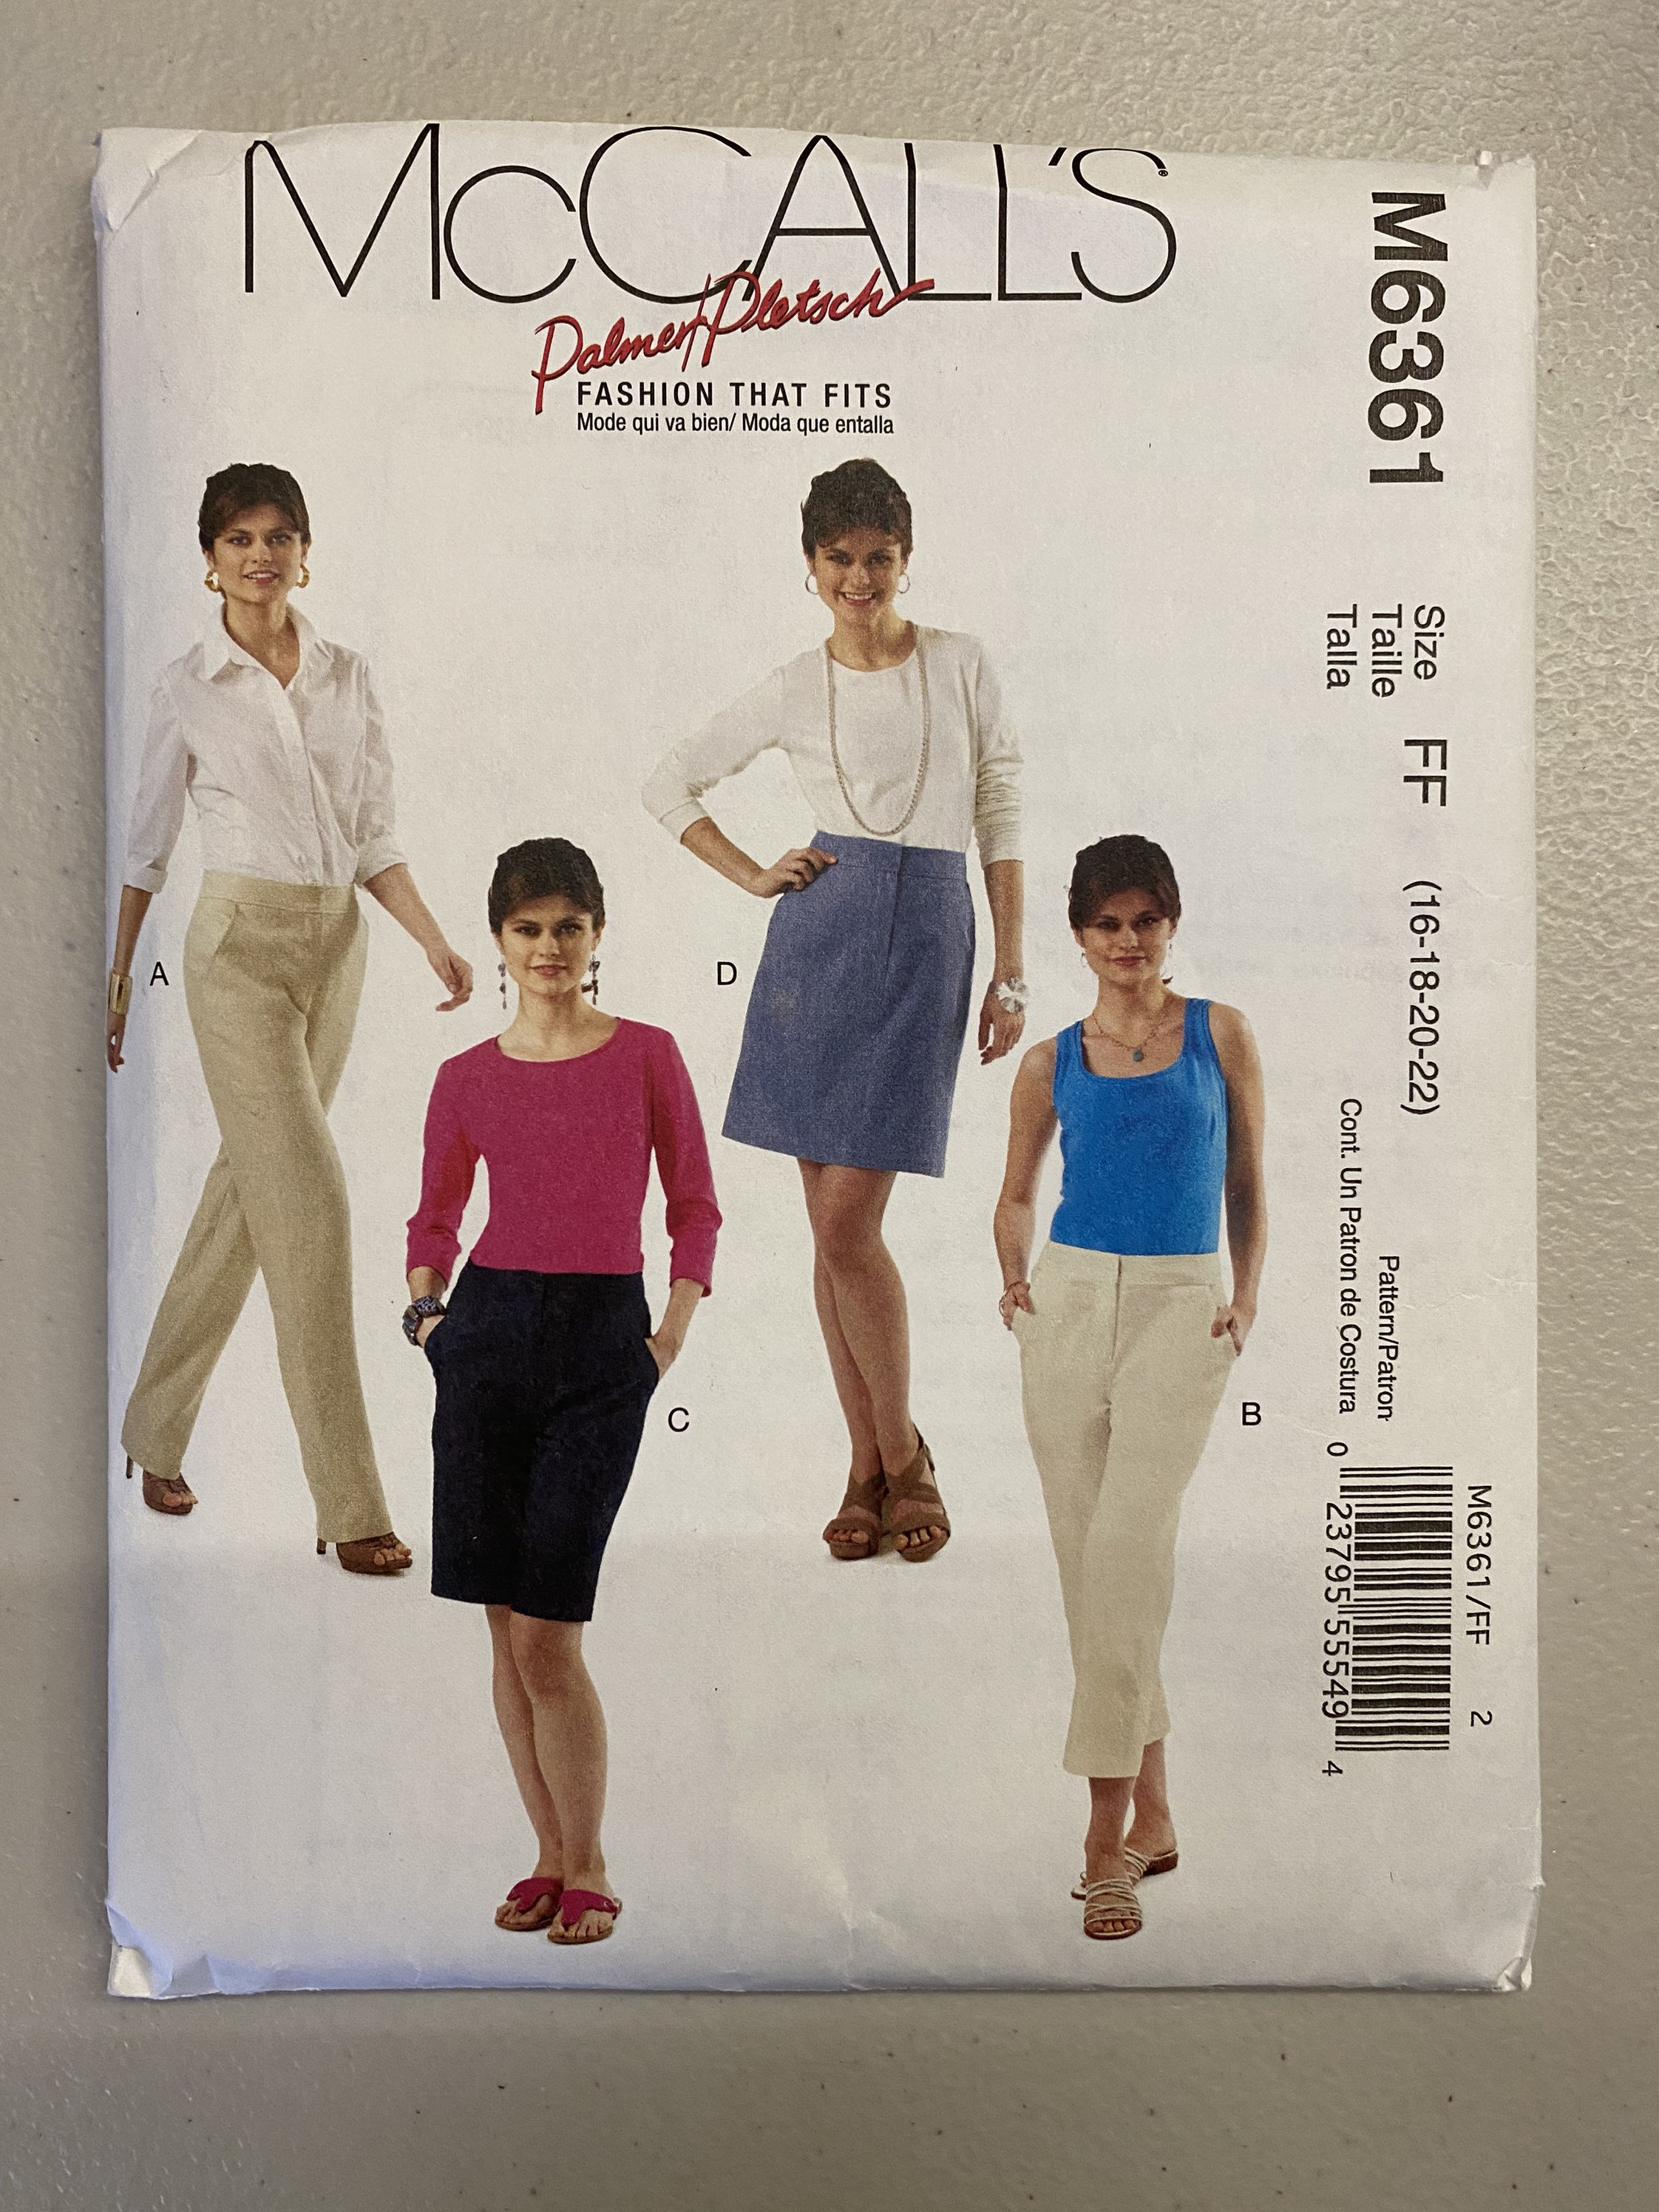 McCALL'S®
Palmer/Pletsch
FASHION THAT FITS
Mode qui va bien/ Moda que entalla
A
D
C
B
M6361
Size FF (16-18-20-22)
Taille
Talla
Pattern/Patron
Cont. Un Patron de Costura
M6361/FF 2
0 23795 55549 4